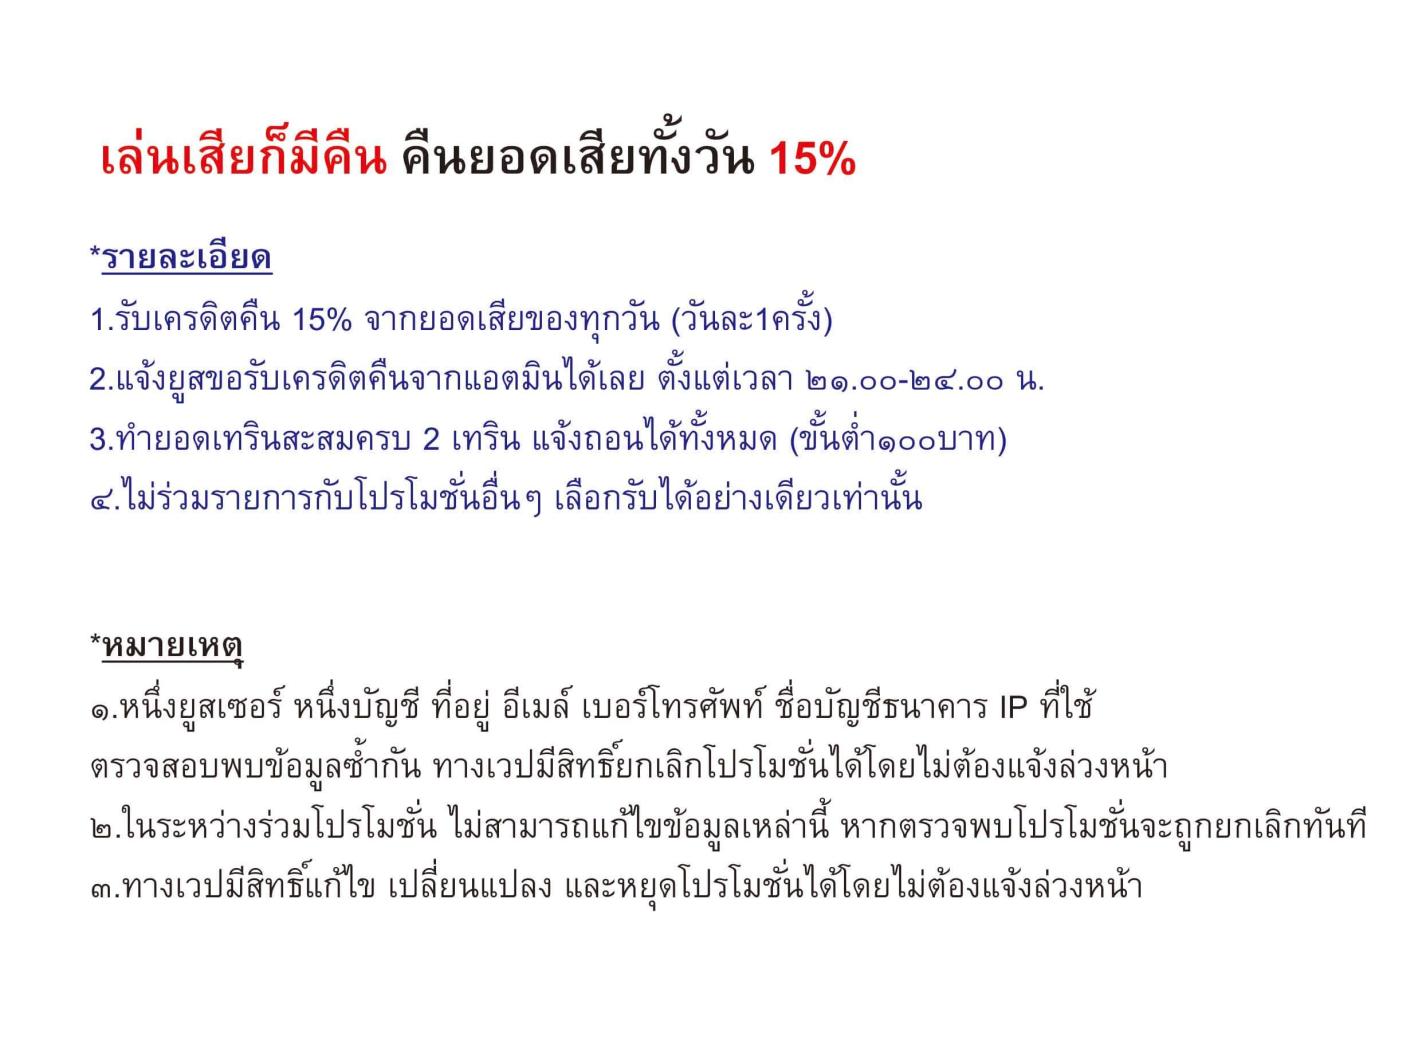 เล่นเสียก็มีคืน คืนยอดเสียทั้งวัน 15%
*รายละเอียด
1.รับเครดิตคืน 15% จากยอดเสียของทุกวัน (วันละ1ครั้ง)
2.แจ้งยูสขอรับเครดิตคืนจากแอตมินได้เลย ตั้งแต่เวลา ๒๑.๐๐-๒๔.๐๐ น.
3.ทำยอดเทรินสะสมครบ 2 เทริน แจ้งถอนได้ทั้งหมด (ขั้นต่ำ๑๐๐บาท)
๔.ไม่ร่วมรายการกับโปรโมชั่นอื่นๆ เลือกรับได้อย่างเดียวเท่านั้น
*หมายเหตุ
๑.หนึ่งยูสเซอร์ หนึ่งบัญชี ที่อยู่ อีเมล์ เบอร์โทรศัพท์ ชื่อบัญชีธนาคาร IP ที่ใช้
ตรวจสอบพบข้อมูลซ้ำกัน ทางเวปมีสิทธิ์ยกเลิกโปรโมชั่นได้โดยไม่ต้องแจ้งล่วงหน้า
๒.ในระหว่างร่วมโปรโมชั่น ไม่สามารถแก้ไขข้อมูลเหล่านี้ หากตรวจพบโปรโมชั่นจะถูกยกเลิกทันที
๓.ทางเวปมีสิทธิ์แก้ไข เปลี่ยนแปลง และหยุดโปรโมชั่นได้โดยไม่ต้องแจ้งล่วงหน้า